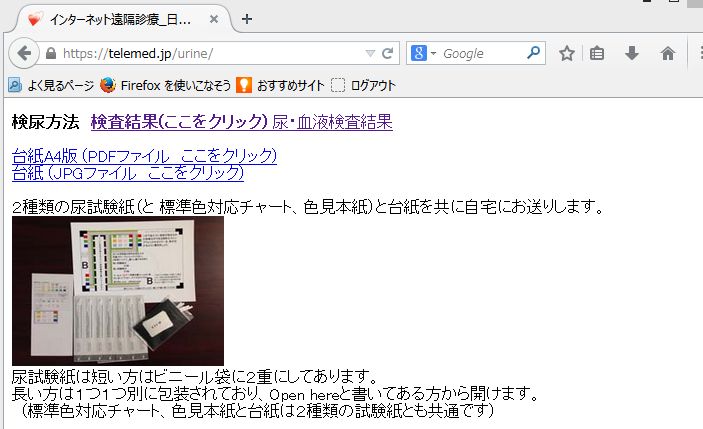 インターネット遠隔診療_日...
https://telemed.jp/urine/
Google
よく見るページ Firefox を使いこなそう おすすめサイト ログアウト
検尿方法 検査結果(ここをクリック) 尿・血液検査結果
台紙A4版 (PDFファイル ここをクリック)
台紙 (JPGファイル ここをクリック)
２種類の尿試験紙(と 標準色対応チャート、色見本紙)と台紙を共に自宅にお送りします。
B
B
尿試験紙は短い方はビニール袋に２重にしてあります。
長い方は１つ１つ別に包装されており、Open hereと書いてある方から開けます。
(標準色対応チャート、色見本紙と台紙は２種類の試験紙とも共通です)